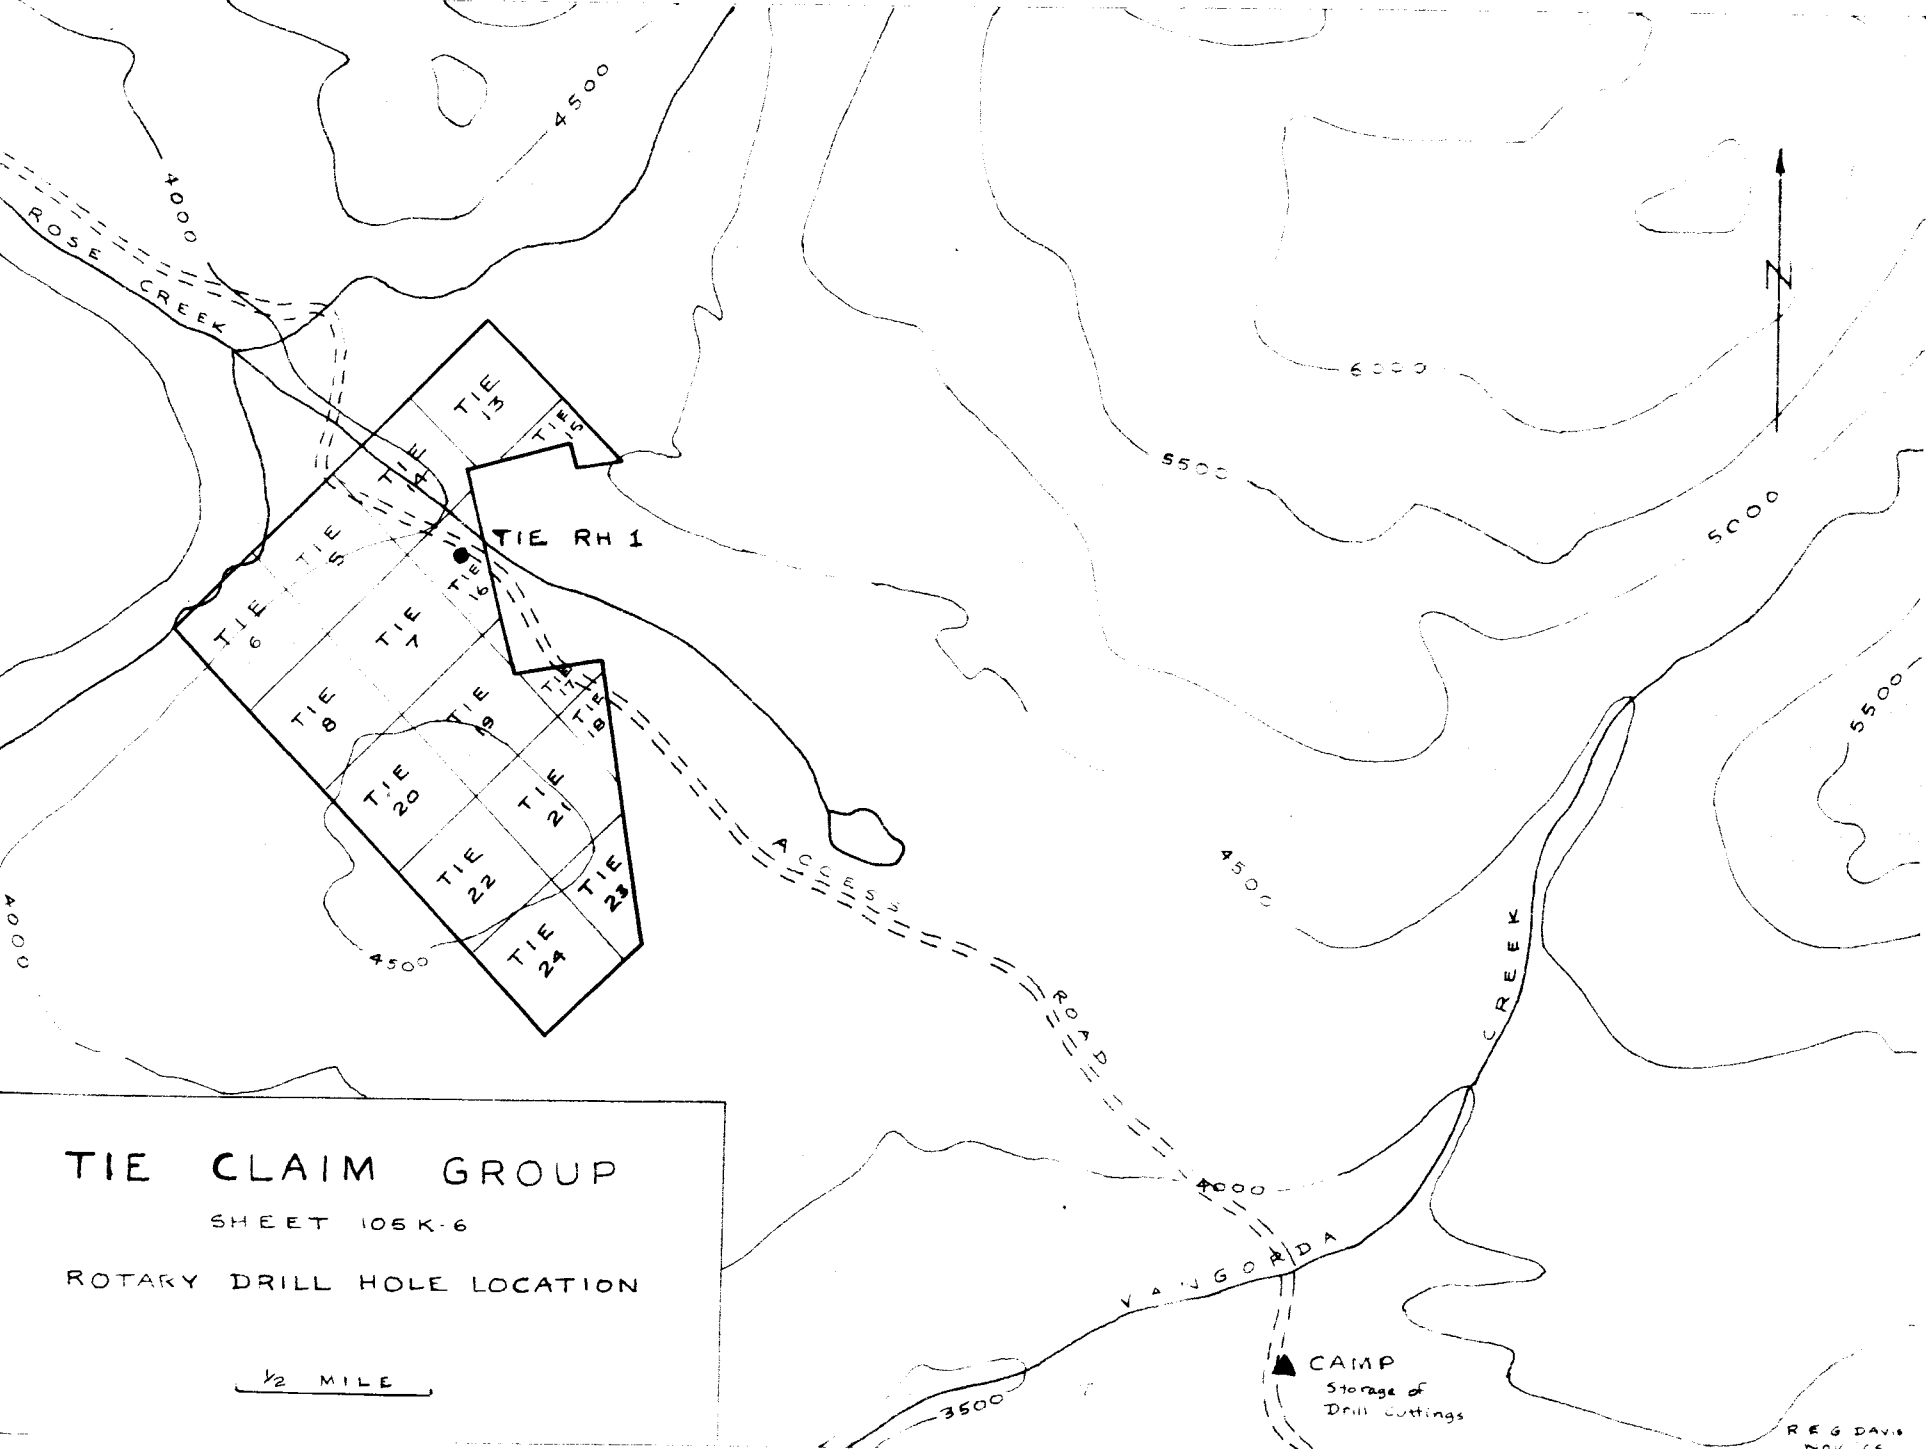 4500
4000
ROSE CREEK
N
6000
5500
5000
5500
TIE 13
TIE 15
TIE 14
TIE RH 1
TIE 5
TIE 16
TIE 6
TIE 7
TIE 17
TIE 8
TIE 19
TIE 18
TIE 20
TIE 21
TIE 22
TIE 23
TIE 24
4500
4000
ACCESS ROAD
4500
VANGORDA CREEK
4000
3500
CAMP
Storage of
Drill Cuttings
TIE CLAIM GROUP
SHEET 105K-6
ROTARY DRILL HOLE LOCATION
1/2 MILE
REG DAVIS